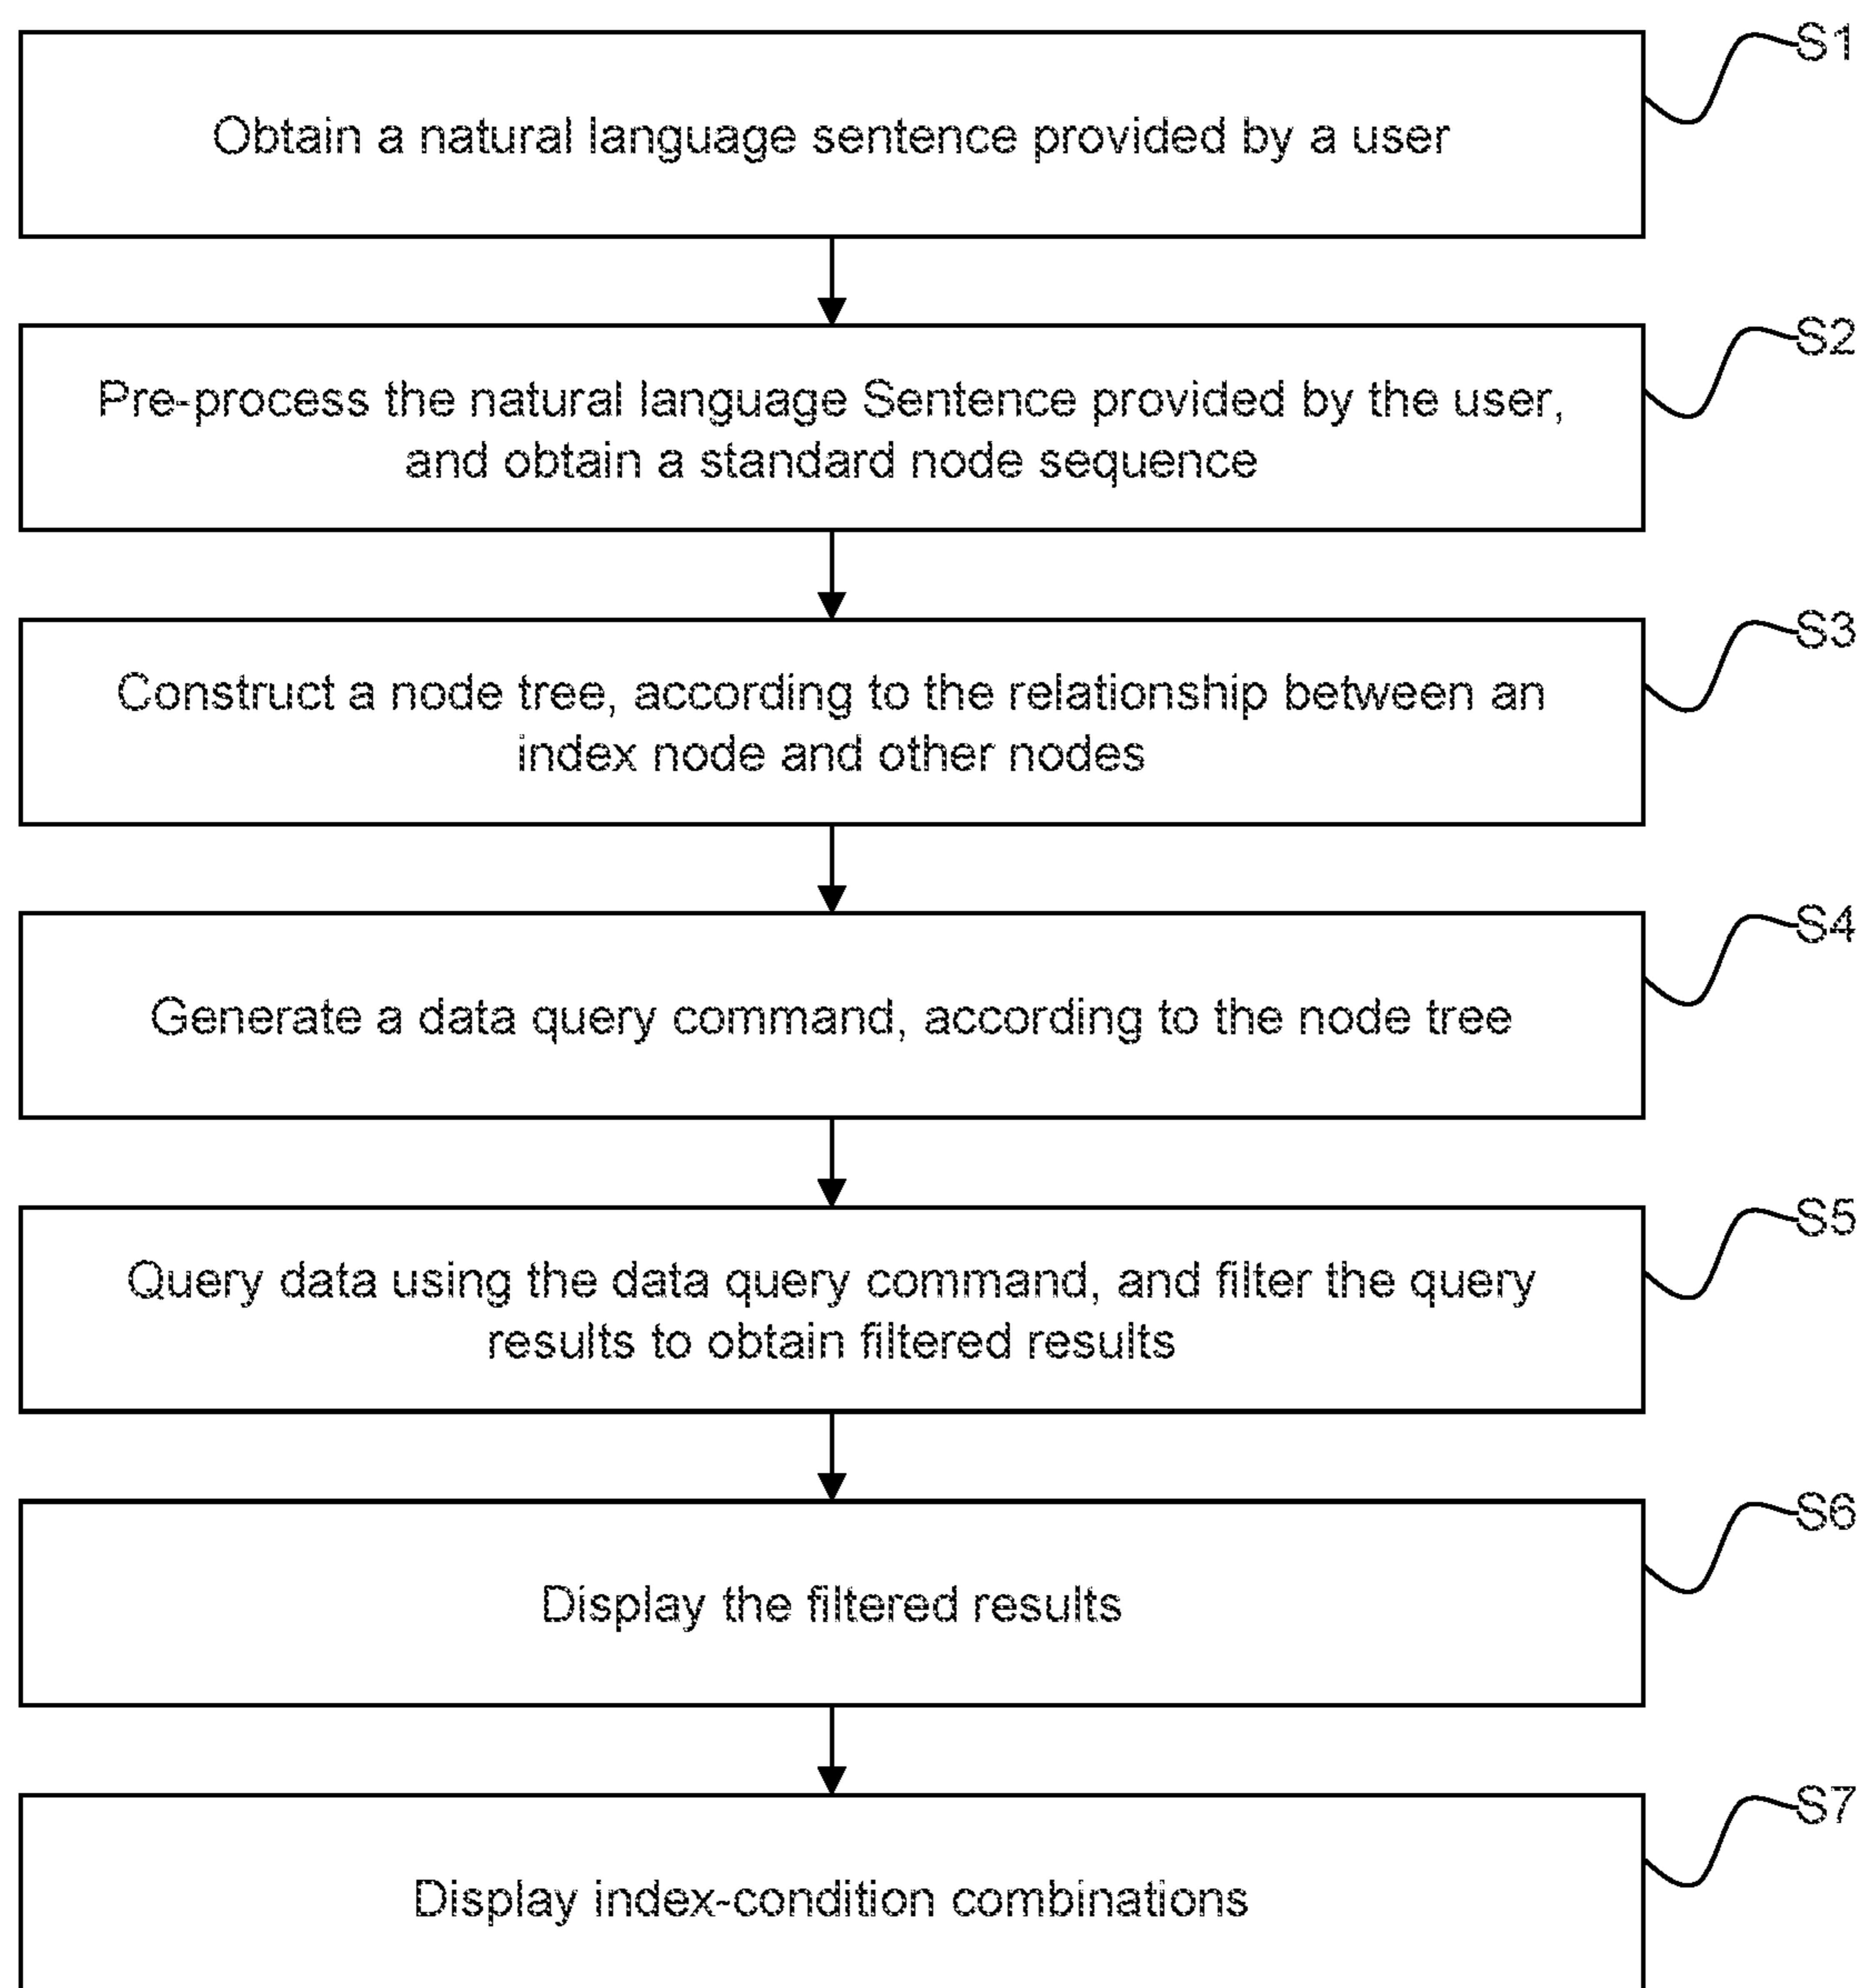 S1
Obtain a natural language sentence provided by a user
S2
Pre-process the natural language Sentence provided by the user,
and obtain a standard node sequence
S3
Construct a node tree, according to the relationship between an
index node and other nodes
S4
Generate a data query command, according to the node tree
S5
Query data using the data query command, and filter the query
results to obtain filtered results
S6
Display the filtered results
S7
Display index-condition combinations